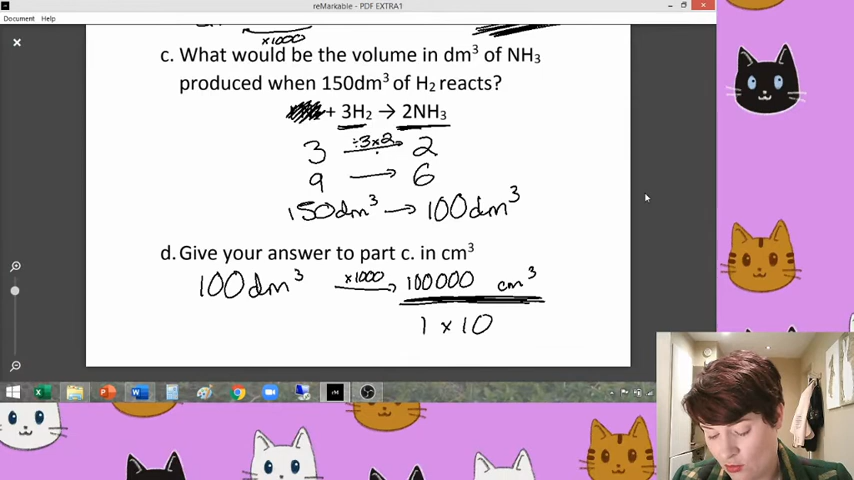 reMarkable - PDF EXTRA1
Document Help
x1000
c. What would be the volume in dm³ of NH₃
produced when 150dm³ of H₂ reacts?
+ 3H₂ → 2NH₃
÷3x2
3 → 2
9 → 6
150dm³ → 100dm³
d. Give your answer to part c. in cm³
100dm³ x1000 → 100000 cm³
1 x 10